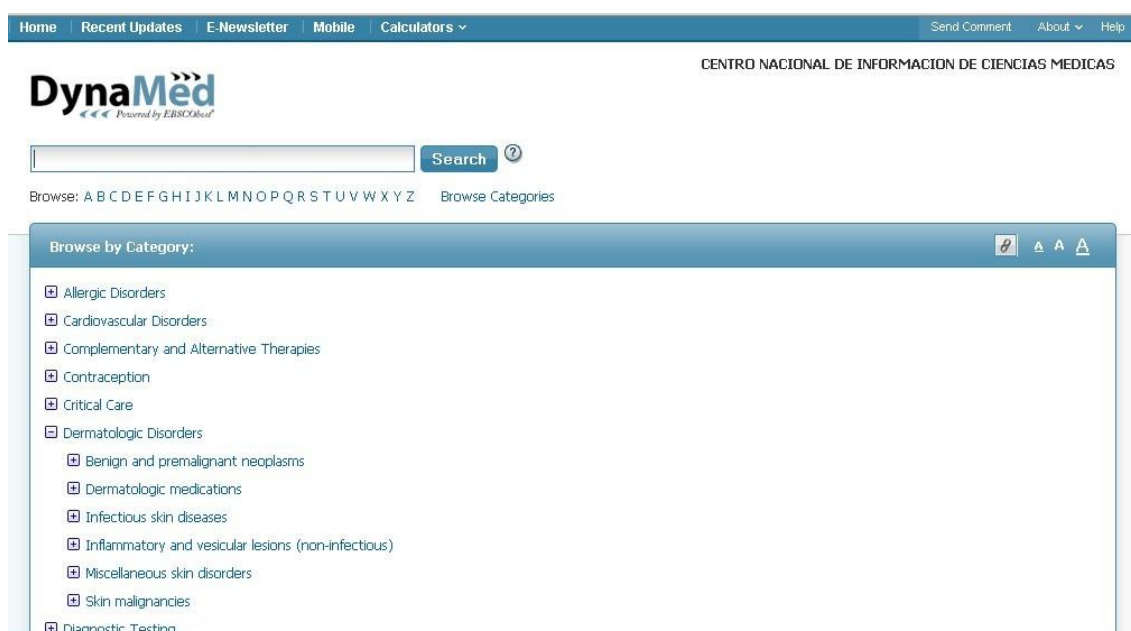 Home Recent Updates E-Newsletter Mobile Calculators Send Comment About Help
CENTRO NACIONAL DE INFORMACION DE CIENCIAS MEDICAS
DynaMed
Powered by EBSCOhost
Search ?
Browse: A B C D E F G H I J K L M N O P Q R S T U V W X Y Z Browse Categories
Browse by Category: A A A
Allergic Disorders
Cardiovascular Disorders
Complementary and Alternative Therapies
Contraception
Critical Care
Dermatologic Disorders
Benign and premalignant neoplasms
Dermatologic medications
Infectious skin diseases
Inflammatory and vesicular lesions (non-infectious)
Miscellaneous skin disorders
Skin malignancies
Diagnostic Testing